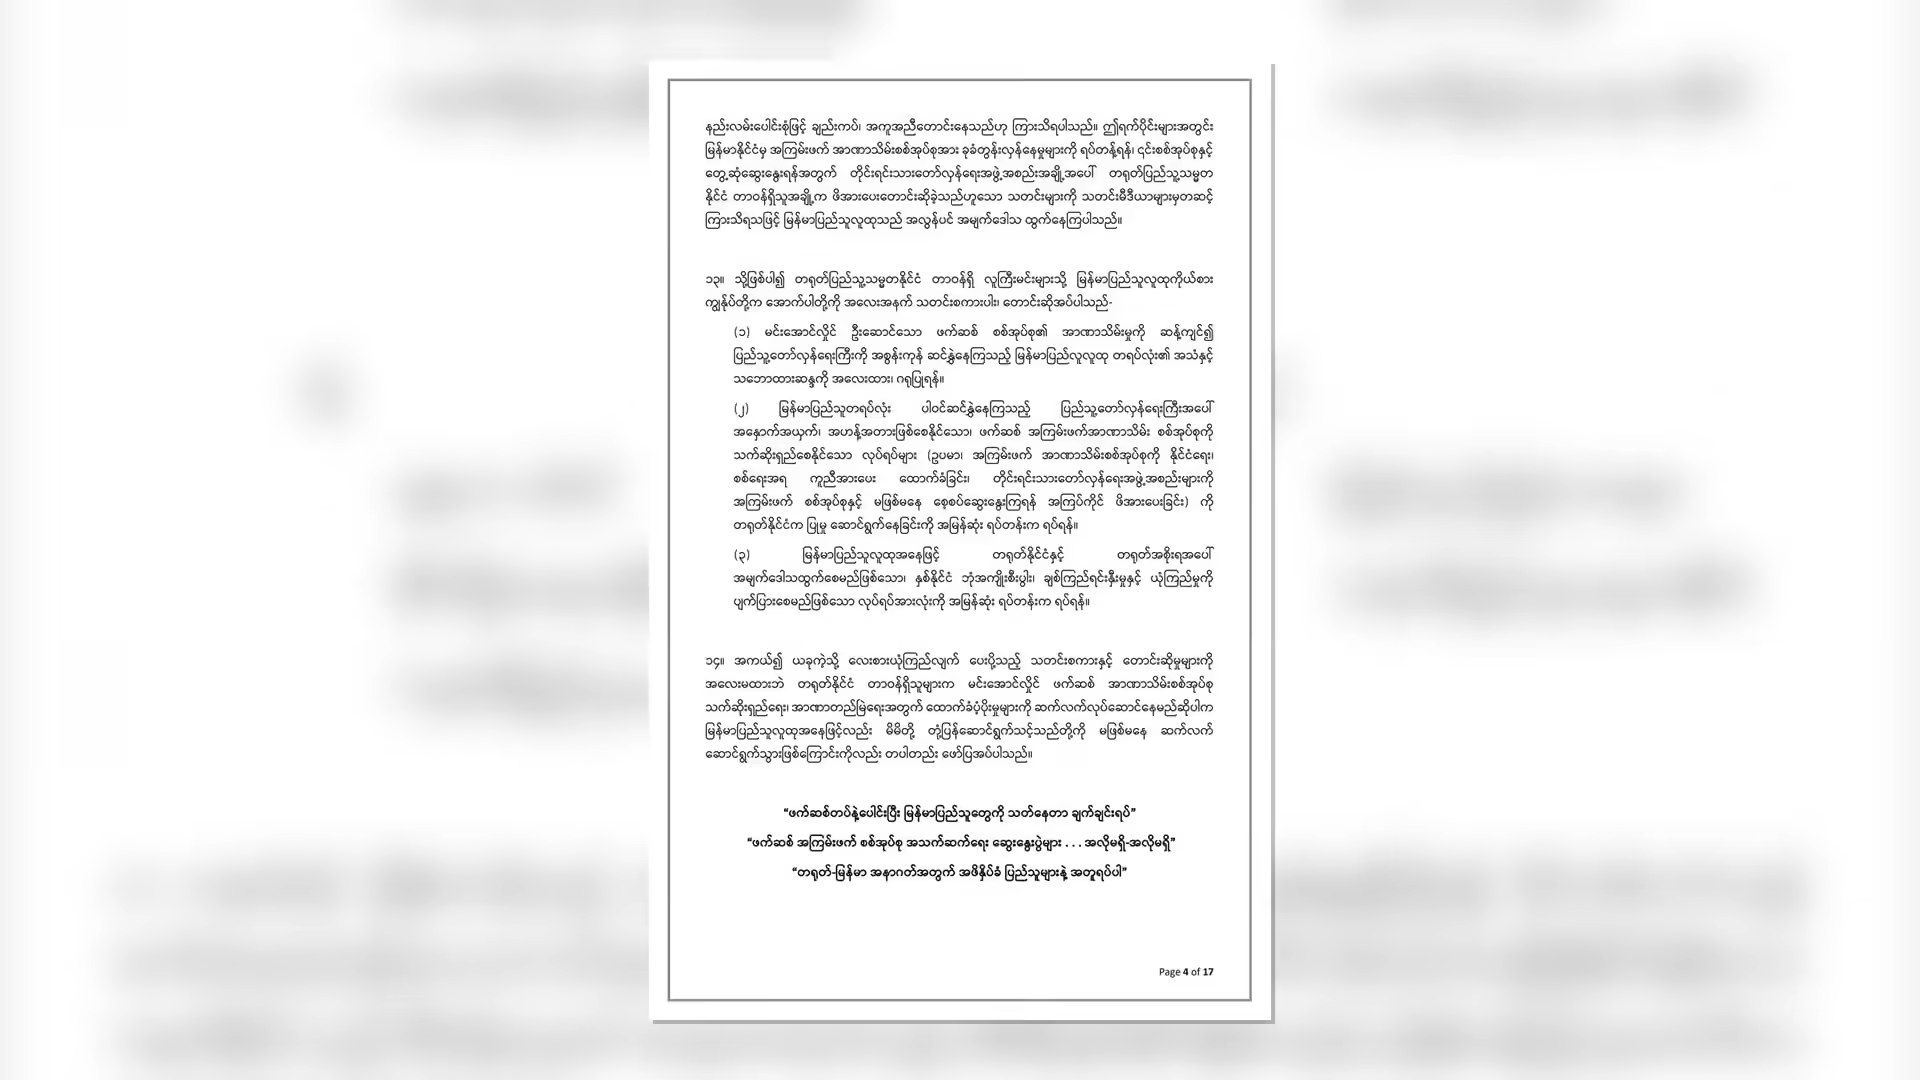 နည်းလမ်းပေါင်းစုံဖြင့် ချည်းကပ်၊ အကူအညီတောင်းနေသည်ဟု ကြားသိရပါသည်။ ဤရက်ပိုင်းများအတွင်း
မြန်မာနိုင်ငံမှ အကြမ်းဖက် အာဏာသိမ်းစစ်အုပ်စုအား ခုခံတွန်းလှန်နေမှုများကို ရပ်တန့်ရန်၊ ၎င်းစစ်အုပ်စုနှင့်
တွေ့ဆုံဆွေးနွေးရန်အတွက် တိုင်းရင်းသားတော်လှန်ရေးအဖွဲ့အစည်းအချို့အပေါ် တရုတ်ပြည်သူ့သမ္မတ
နိုင်ငံ တာဝန်ရှိသူအချို့က ဖိအားပေးတောင်းဆိုခဲ့သည်ဟူသော သတင်းများကို သတင်းမီဒီယာများမှတဆင့်
ကြားသိရသဖြင့် မြန်မာပြည်သူလူထုသည် အလွန်ပင် အမျက်ဒေါသ ထွက်နေကြပါသည်။
၁၃။ သို့ဖြစ်ပါ၍ တရုတ်ပြည်သူ့သမ္မတနိုင်ငံ တာဝန်ရှိ လူကြီးမင်းများသို့ မြန်မာပြည်သူလူထုကိုယ်စား
ကျွန်ုပ်တို့က အောက်ပါတို့ကို အလေးအနက် သတင်းစကားပါး၊ တောင်းဆိုအပ်ပါသည်-
(၁) မင်းအောင်လှိုင် ဦးဆောင်သော ဖက်ဆစ် စစ်အုပ်စု၏ အာဏာသိမ်းမှုကို ဆန့်ကျင်၍
ပြည်သူ့တော်လှန်ရေးကြီးကို အစွန်းကုန် ဆင်နွှဲနေကြသည့် မြန်မာပြည်လူလူထု တရပ်လုံး၏ အသံနှင့်
သဘောထားဆန္ဒကို အလေးထား၊ ဂရုပြုရန်။
(၂) မြန်မာပြည်သူတရပ်လုံး ပါဝင်ဆင်နွှဲနေကြသည့် ပြည်သူ့တော်လှန်ရေးကြီးအပေါ်
အနှောက်အယှက်၊ အဟန့်အတားဖြစ်စေနိုင်သော၊ ဖက်ဆစ် အကြမ်းဖက်အာဏာသိမ်း စစ်အုပ်စုကို
သက်ဆိုးရှည်စေနိုင်သော လုပ်ရပ်များ (ဥပမာ၊ အကြမ်းဖက် အာဏာသိမ်းစစ်အုပ်စုကို နိုင်ငံရေး၊
စစ်ရေးအရ ကူညီအားပေး ထောက်ခံခြင်း၊ တိုင်းရင်းသားတော်လှန်ရေးအဖွဲ့အစည်းများကို
အကြမ်းဖက် စစ်အုပ်စုနှင့် မဖြစ်မနေ စေ့စပ်ဆွေးနွေးကြရန် အကြပ်ကိုင် ဖိအားပေးခြင်း) ကို
တရုတ်နိုင်ငံက ပြုမူ ဆောင်ရွက်နေခြင်းကို အမြန်ဆုံး ရပ်တန်းက ရပ်ရန်။
(၃) မြန်မာပြည်သူလူထုအနေဖြင့် တရုတ်နိုင်ငံနှင့် တရုတ်အစိုးရအပေါ်
အမျက်ဒေါသထွက်စေမည်ဖြစ်သော၊ နှစ်နိုင်ငံ ဘုံအကျိုးစီးပွါး၊ ချစ်ကြည်ရင်းနှီးမှုနှင့် ယုံကြည်မှုကို
ပျက်ပြားစေမည်ဖြစ်သော လုပ်ရပ်အားလုံးကို အမြန်ဆုံး ရပ်တန်းက ရပ်ရန်။
၁၄။ အကယ်၍ ယခုကဲ့သို့ လေးစားယုံကြည်လျက် ပေးပို့သည့် သတင်းစကားနှင့် တောင်းဆိုမှုများကို
အလေးမထားဘဲ တရုတ်နိုင်ငံ တာဝန်ရှိသူများက မင်းအောင်လှိုင် ဖက်ဆစ် အာဏာသိမ်းစစ်အုပ်စု
သက်ဆိုးရှည်ရေး၊ အာဏာတည်မြဲရေးအတွက် ထောက်ခံပံ့ပိုးမှုများကို ဆက်လက်လုပ်ဆောင်နေမည်ဆိုပါက
မြန်မာပြည်သူလူထုအနေဖြင့်လည်း မိမိတို့ တုံ့ပြန်ဆောင်ရွက်သင့်သည်တို့ကို မဖြစ်မနေ ဆက်လက်
ဆောင်ရွက်သွားဖြစ်ကြောင်းကိုလည်း တပါတည်း ဖော်ပြအပ်ပါသည်။
“ဖက်ဆစ်တပ်နဲ့ပေါင်းပြီး မြန်မာပြည်သူတွေကို သတ်နေတာ ချက်ချင်းရပ်”
“ဖက်ဆစ် အကြမ်းဖက် စစ်အုပ်စု အသက်ဆက်ရေး ဆွေးနွေးပွဲများ . . . အလိုမရှိ-အလိုမရှိ”
“တရုတ်-မြန်မာ အနာဂတ်အတွက် အဖိနှိပ်ခံ ပြည်သူများနဲ့ အတူရပ်ပါ”
Page 4 of 17